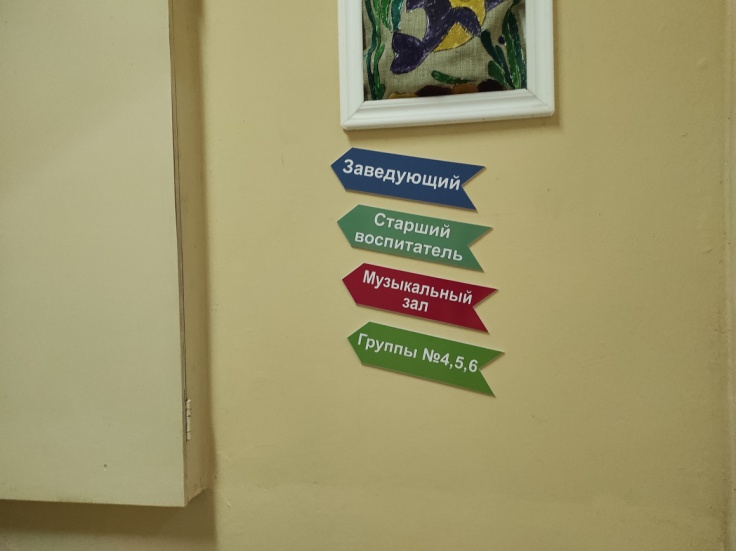 Заведующий
Старший
воспитатель
Музыкальный
зал
Группы №4,5,6